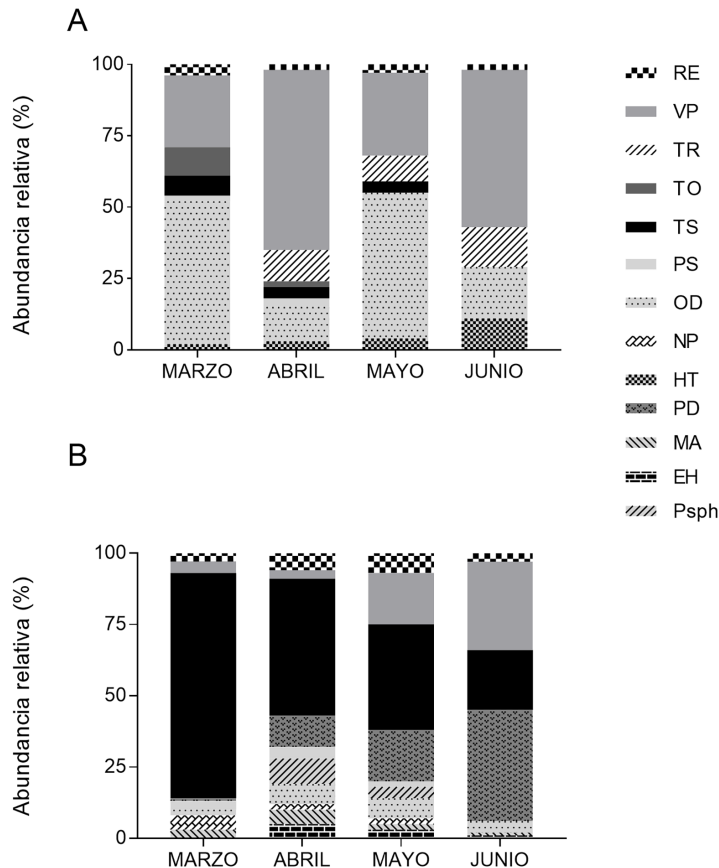 A
Abundancia relativa (%)
100
75
50
25
0
MARZO ABRIL MAYO JUNIO
RE
VP
TR
TO
TS
PS
OD
NP
HT
PD
MA
EH
Psph
B
Abundancia relativa (%)
100
75
50
25
0
MARZO ABRIL MAYO JUNIO